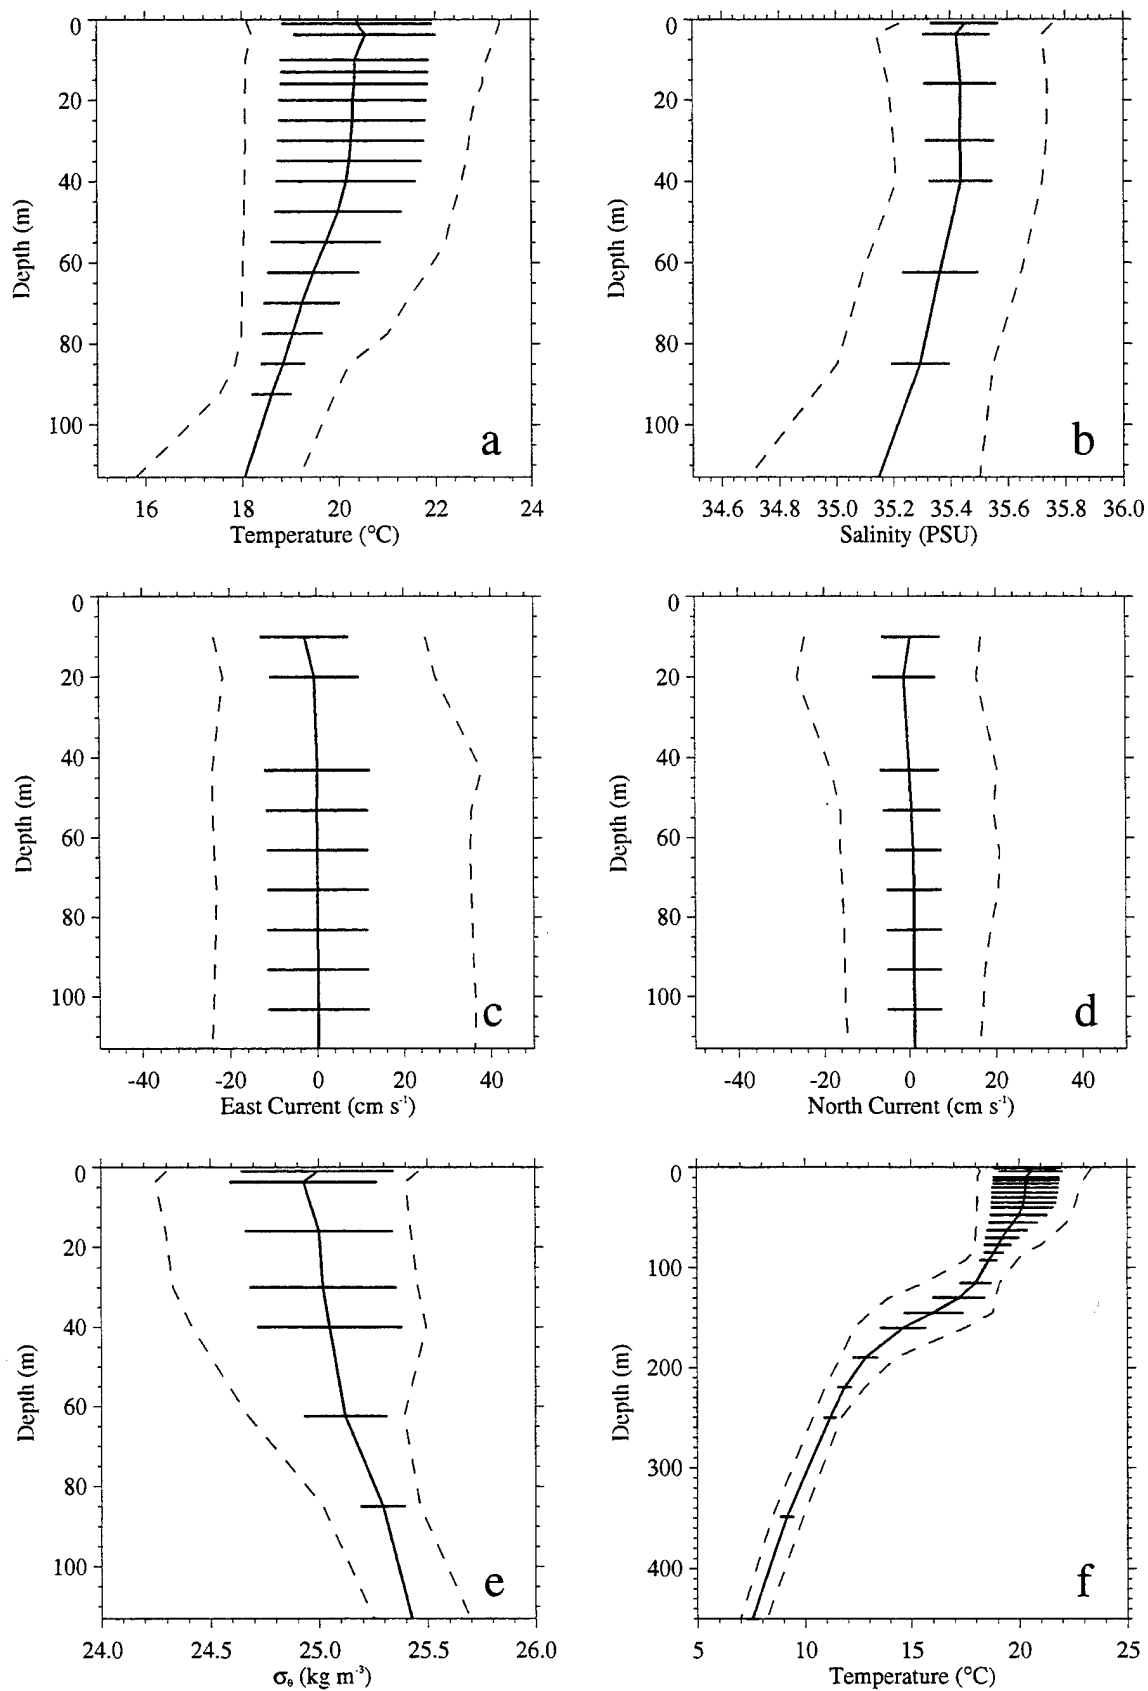 0
20
40
60
80
100
Depth (m)
a
16 18 20 22 24
Temperature (°C)
0
20
40
60
80
100
Depth (m)
b
34.6 34.8 35.0 35.2 35.4 35.6 35.8 36.0
Salinity (PSU)
0
20
40
60
80
100
Depth (m)
c
-40 -20 0 20 40
East Current (cm s⁻¹)
0
20
40
60
80
100
Depth (m)
d
-40 -20 0 20 40
North Current (cm s⁻¹)
0
20
40
60
80
100
Depth (m)
e
24.0 24.5 25.0 25.5 26.0
σ_θ (kg m⁻³)
0
100
200
300
400
Depth (m)
f
5 10 15 20 25
Temperature (°C)